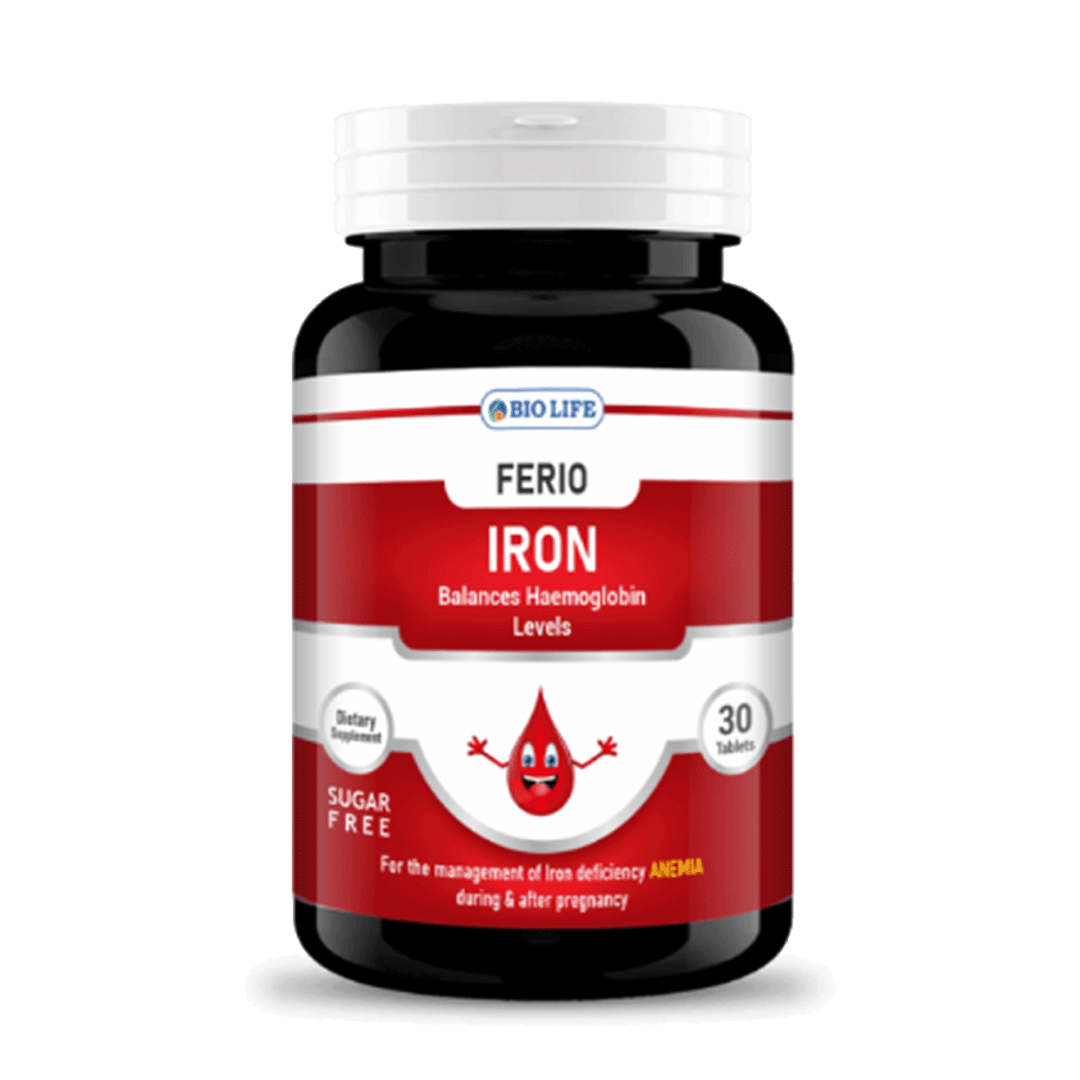 BIO LIFE
FERIO
IRON
Balances Haemoglobin
Levels
Dietary
Supplement
30
Tablets
SUGAR
FREE
For the management of Iron deficiency ANEMIA
during & after pregnancy